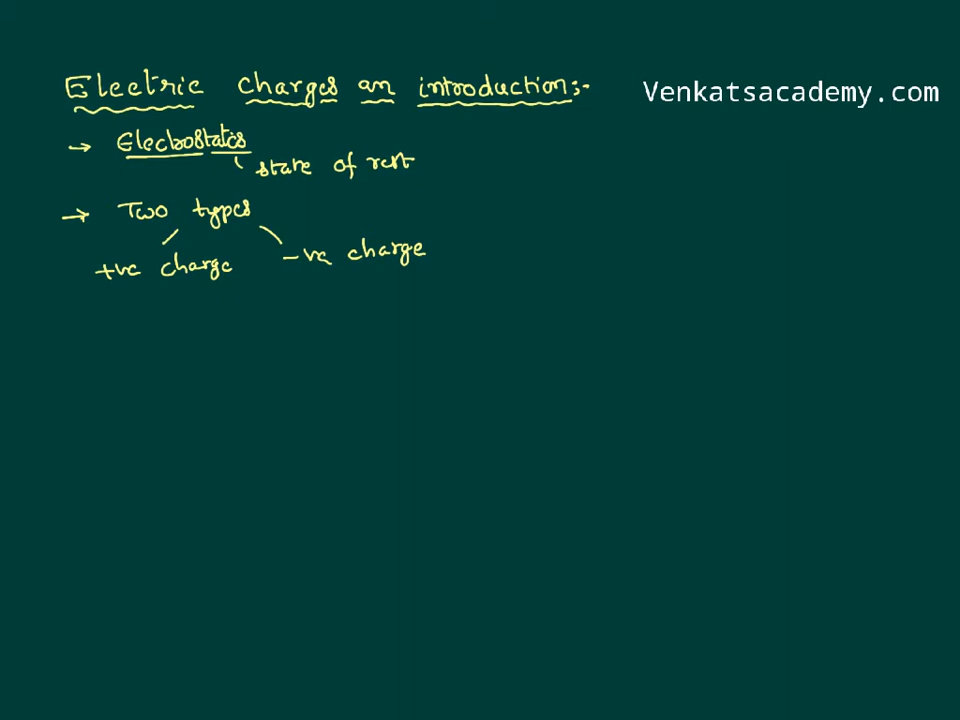 Electric charges an introduction:-
Venkatsacademy.com
→ Electrostatics
state of rest
→ Two types
+ve charge
-ve charge